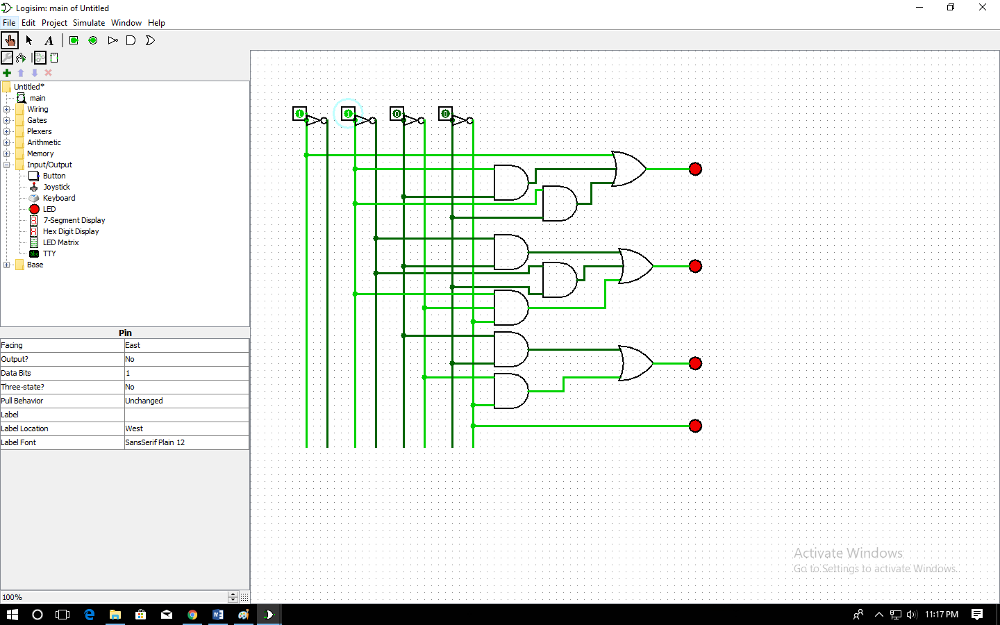 Logisim: main of Untitled
File Edit Project Simulate Window Help
A
Untitled*
main
Wiring
Gates
Plexers
Arithmetic
Memory
Input/Output
Button
Joystick
Keyboard
LED
7-Segment Display
Hex Digit Display
LED Matrix
abc TTY
Base
Pin
Facing East
Output? No
Data Bits 1
Three-state? No
Pull Behavior Unchanged
Label
Label Location West
Label Font SansSerif Plain 12
100%
1 1 0 0
Activate Windows
Go to Settings to activate Windows.
11:17 PM